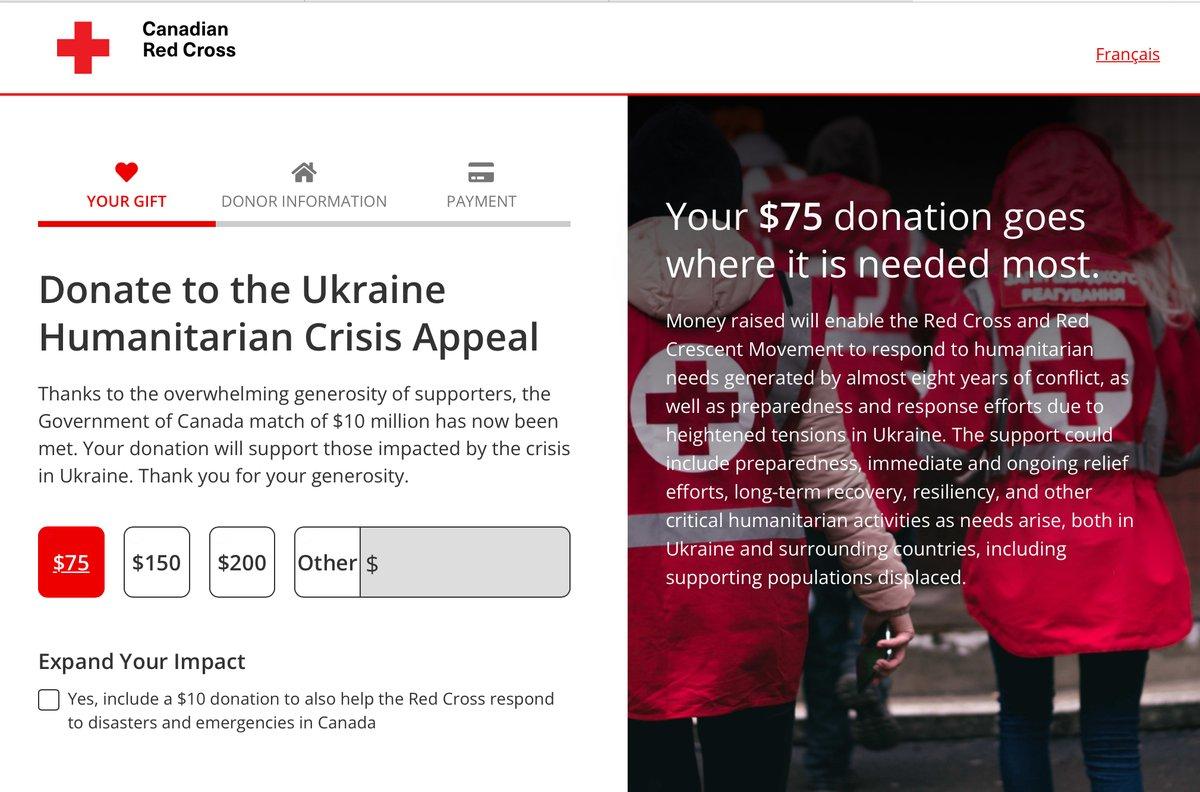 Canadian
Red Cross
Français
YOUR GIFT
DONOR INFORMATION
PAYMENT
Donate to the Ukraine
Humanitarian Crisis Appeal
Thanks to the overwhelming generosity of supporters, the
Government of Canada match of $10 million has now been
met. Your donation will support those impacted by the crisis
in Ukraine. Thank you for your generosity.
$75
$150
$200
Other $
Expand Your Impact
Yes, include a $10 donation to also help the Red Cross respond
to disasters and emergencies in Canada
Your $75 donation goes
where it is needed most.
Money raised will enable the Red Cross and Red
Crescent Movement to respond to humanitarian
needs generated by almost eight years of conflict, as
well as preparedness and response efforts due to
heightened tensions in Ukraine. The support could
include preparedness, immediate and ongoing relief
efforts, long-term recovery, resiliency, and other
critical humanitarian activities as needs arise, both in
Ukraine and surrounding countries, including
supporting populations displaced.
РЕАГУВАННЯ